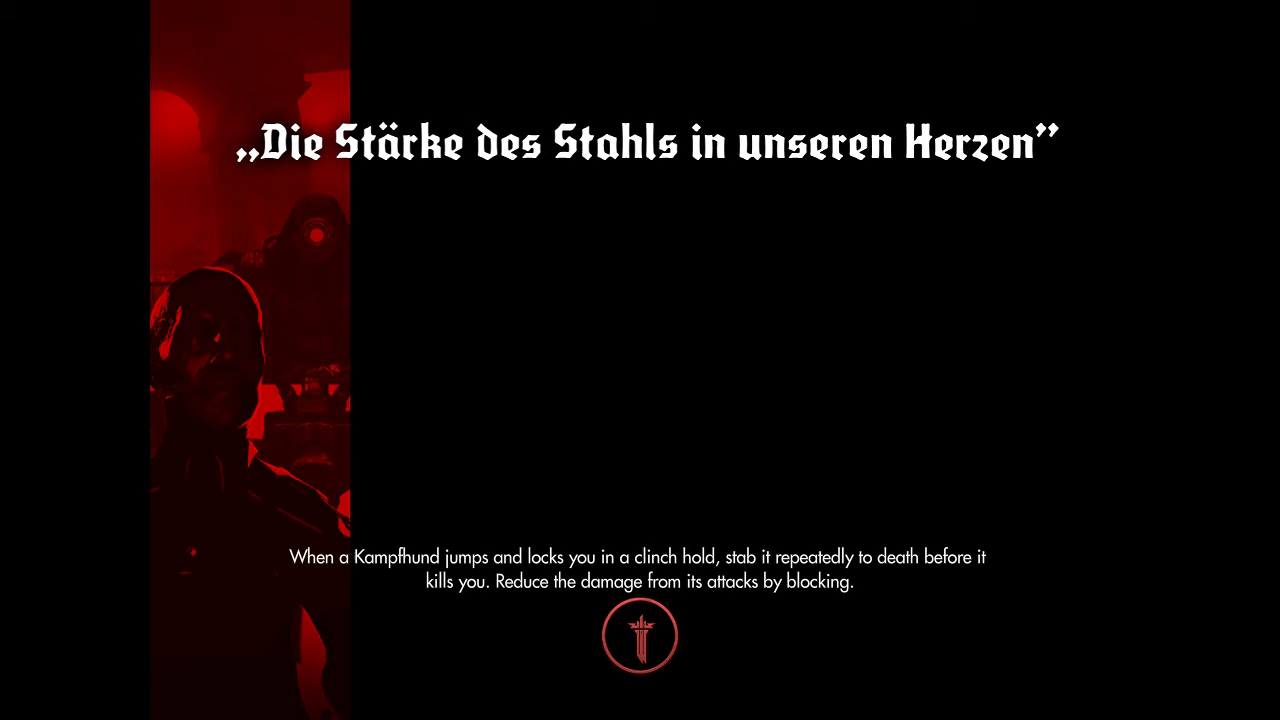 „Die Stärke des Stahls in unseren Herzen”
When a Kampfhund jumps and locks you in a clinch hold, stab it repeatedly to death before it
kills you. Reduce the damage from its attacks by blocking.